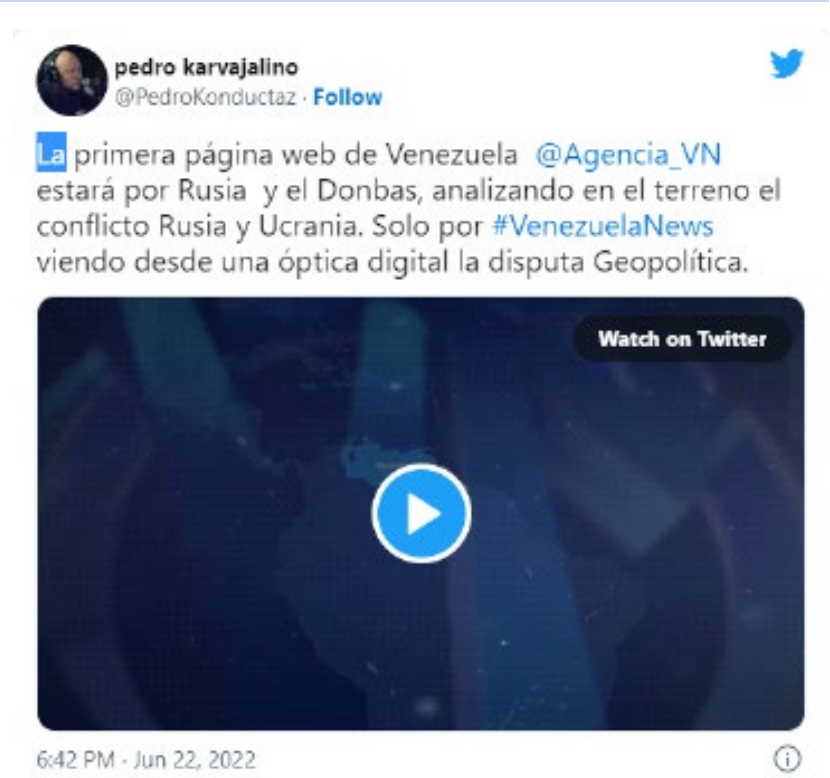 pedro karvajalino
@PedroKonductaz · Follow
La primera página web de Venezuela @Agencia_VN
estará por Rusia y el Donbas, analizando en el terreno el
conflicto Rusia y Ucrania. Solo por #VenezuelaNews
viendo desde una óptica digital la disputa Geopolítica.
Watch on Twitter
6:42 PM · Jun 22, 2022